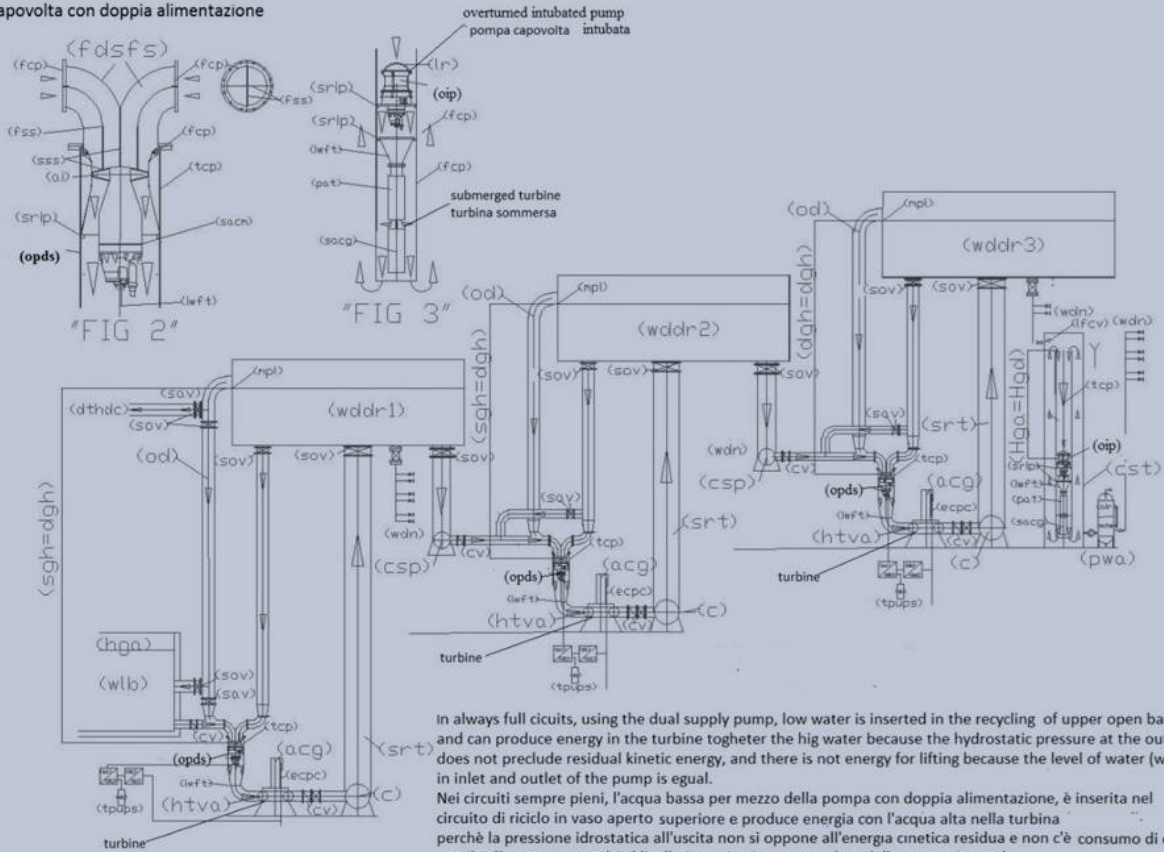 apovolta con doppia alimentazione
overturned intubated pump
pompa capovolta intubata
(fdsfs)
(fcp)
(fcp)
(fss)
(fss)
(fcp)
(sss)
(tcp)
(srlp)
(sacm)
(opds)
(lwft)
"FIG 2"
(lr)
(srlp)
(oip)
(srlp)
(fcp)
(lwft)
(fcp)
(pat)
submerged turbine
turbina sommersa
(sacg)
"FIG 3"
(od)
(mpl)
(wddr3)
(dgh=dgh)
(sov)
(sov)
(wdn)
(lfcv)
(wdn)
Y
(tcp)
(Hga=Hgd)
(oip)
(srlp)
(lwft)
(pat)
(sacg)
(cst)
(pwa)
(sav)
(srt)
(tcp)
(opds)
(acg)
(ecpc)
(lwft)
(htva)
(cv)
(c)
turbine
(tpups)
(od)
(mpl)
(wddr2)
(sgh=dgh)
(sov)
(sov)
(sov)
(wdn)
(csp)
(cv)
(sav)
(srt)
(tcp)
(opds)
(acg)
(ecpc)
(lwft)
(htva)
(cv)
(c)
turbine
(tpups)
(mpl)
(sav)
(dthdc)
(sov)
(wddr1)
(od)
(sov)
(sov)
(sov)
(wdn)
(csp)
(cv)
(sgh=dgh)
(hga)
(wlb)
(sov)
(sav)
(cv)
(tcp)
(opds)
(acg)
(srt)
(ecpc)
(lwft)
(htva)
(cv)
(c)
(tpups)
turbine
In always full cicuits, using the dual supply pump, low water is inserted in the recycling of upper open ba
and can produce energy in the turbine togheter the hig water because the hydrostatic pressure at the ou
does not preclude residual kinetic energy, and there is not energy for lifting because the level of water (w
in inlet and outlet of the pump is egual.
Nei circuiti sempre pieni, l'acqua bassa per mezzo della pompa con doppia alimentazione, è inserita nel
circuito di riciclo in vaso aperto superiore e produce energia con l'acqua alta nella turbina
perchè la pressione idrostatica all'uscita non si oppone all'energia cinetica residua e non c'è consumo di